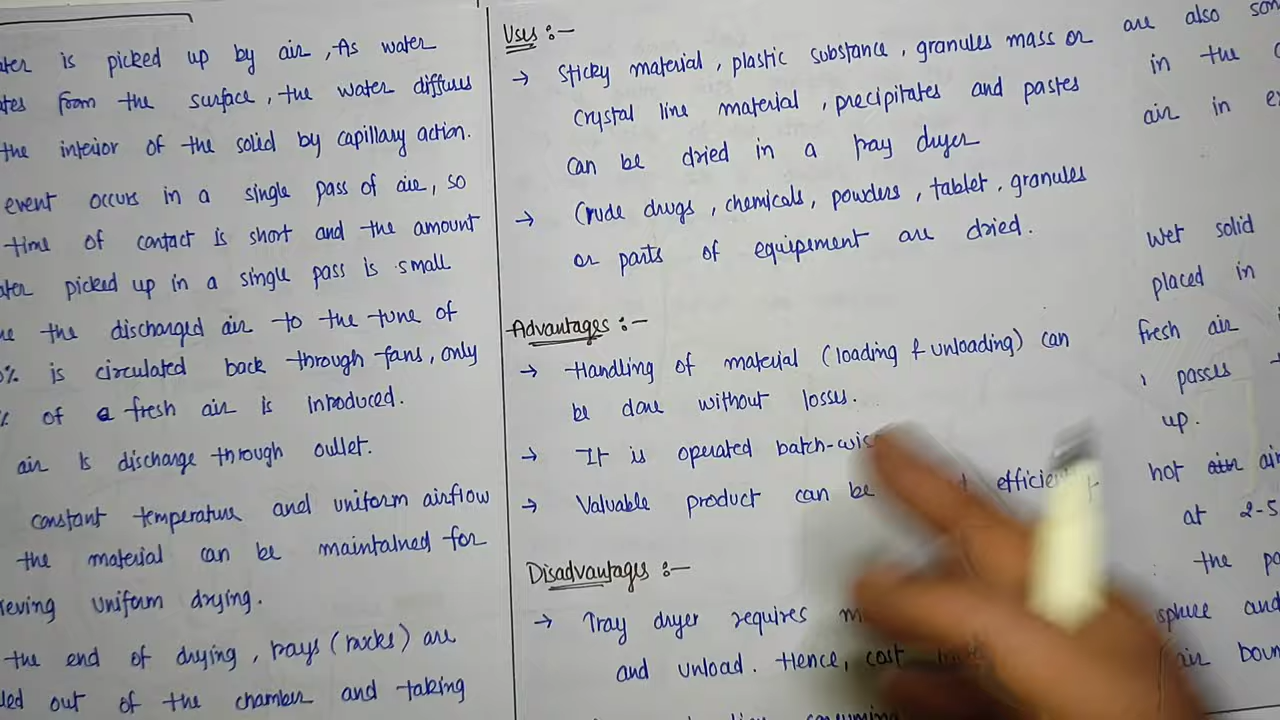 is picked up by air, As water
from the surface, the water diffuses
the interior of the solid by capillary action.
event occurs in a single pass of air, so
time of contact is short and the amount
picked up in a single pass is small
the discharged air to the tune of
is circulated back through fans, only
of fresh air is introduced.
air is discharge through outlet.
constant temperature and uniform airflow
the material can be maintained for
uniform drying.
the end of drying, trays (trucks) are
out of the chamber and taking
Uses :-
→ Sticky material, plastic substance, granules mass or
crystal line material, precipitates and pastes
can be dried in a tray dryer
→ Crude drugs, chemicals, powders, tablet, granules
or parts of equipement are dried.
Advantages :-
→ Handling of material (loading & unloading) can
be done without losses.
→ It is operated batch-wise
→ Valuable product can be
Disadvantages :-
→ Tray dryer requires
and unload. Hence, cost
are also
in the
air in
Wet solid
placed in
fresh air
passes
up.
hot air
at 2-5
the
and
air